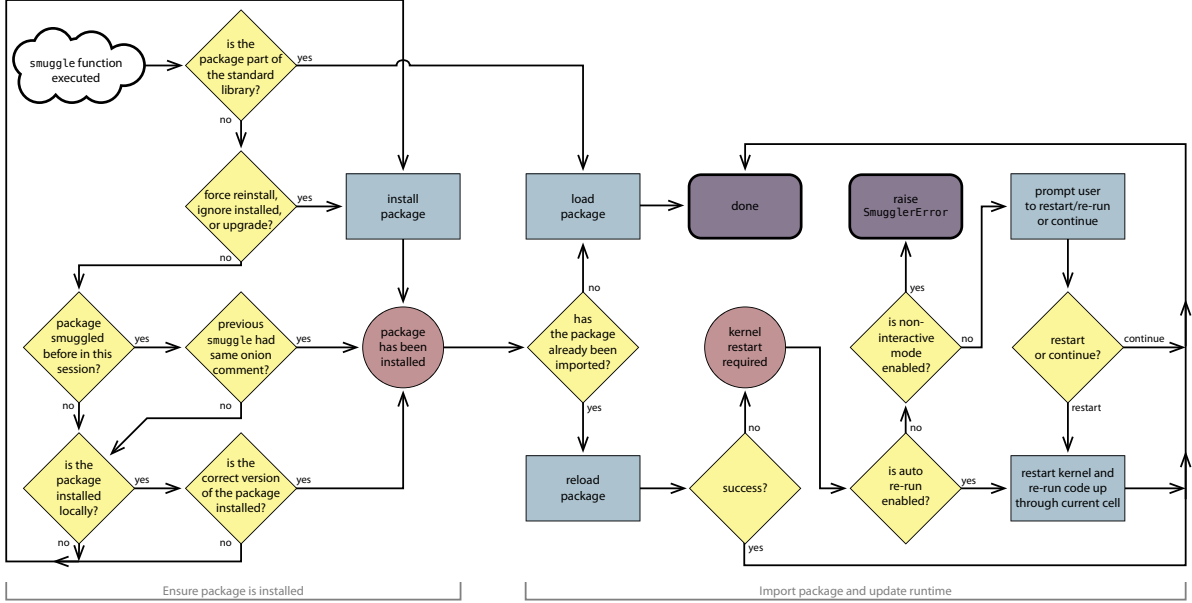 smuggle function
executed
is the
package part of
the standard
library?
yes
no
force reinstall,
ignore installed,
or upgrade?
yes
no
install
package
load
package
done
raise
SmugglerError
prompt user
to restart/re-run
or continue
package
smuggled
before in this
session?
yes
no
previous
smuggle had
same onion
comment?
yes
no
package
has been
installed
has
the package
already been
imported?
no
yes
kernel
restart
required
is non-
interactive
mode
enabled?
yes
no
restart
or continue?
continue
restart
is the
package
installed
locally?
yes
no
is the
correct version
of the package
installed?
yes
no
reload
package
success?
no
yes
is auto
re-run
enabled?
no
yes
restart kernel and
re-run code up
through current cell
Ensure package is installed
Import package and update runtime